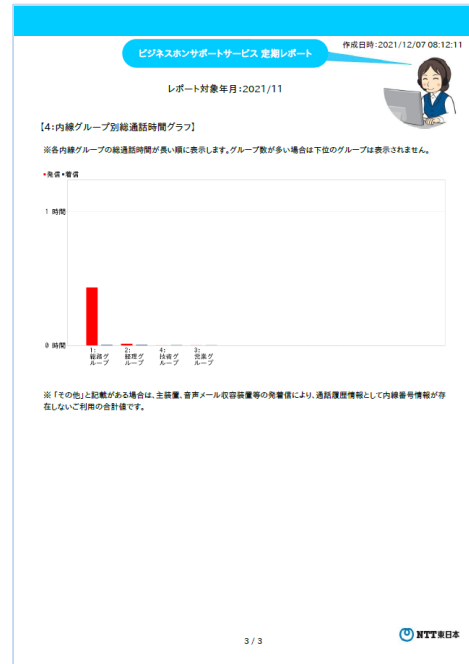 作成日時:2021/12/07 08:12:11
ビジネスホンサポートサービス 定期レポート
レポート対象年月:2021/11
【4:内線グループ別総通話時間グラフ】
※各内線グループの総通話時間が長い順に表示します。グループ数が多い場合は下位のグループは表示されません。
•発信•着信
1 時間
0 時間
1:
総務グ
ループ
2:
経理グ
ループ
4:
技術グ
ループ
3:
営業グ
ループ
※ 「その他」と記載がある場合は、主装置、音声メール収容装置等の発着信により、通話履歴情報として内線番号情報が存
在しないご利用の合計値です。
3 / 3
NTT東日本